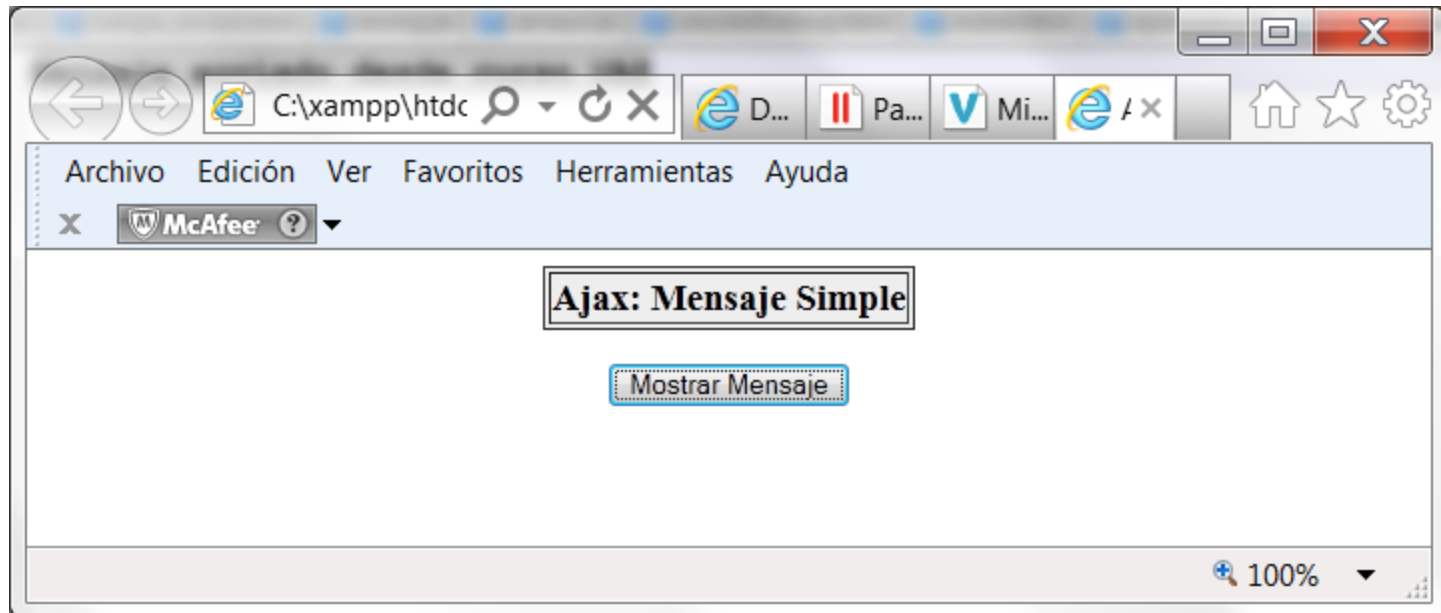 C:\xampp\htdc
D...
Pa...
Mi...
Archivo Edición Ver Favoritos Herramientas Ayuda
X McAfee ?
Ajax: Mensaje Simple
Mostrar Mensaje
100%